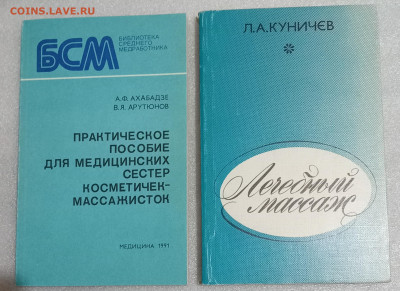 COINS.LAVE.RU
БСМ
БИБЛИОТЕКА
СРЕДНЕГО
МЕДРАБОТНИКА
А.Ф. АХАБАДЗЕ
В.Я. АРУТЮНОВ
ПРАКТИЧЕСКОЕ
ПОСОБИЕ
ДЛЯ МЕДИЦИНСКИХ
СЕСТЕР
КОСМЕТИЧЕК-
МАССАЖИСТОК
МЕДИЦИНА 1991
Л.А.КУНИЧЕВ
Лечебный
массаж